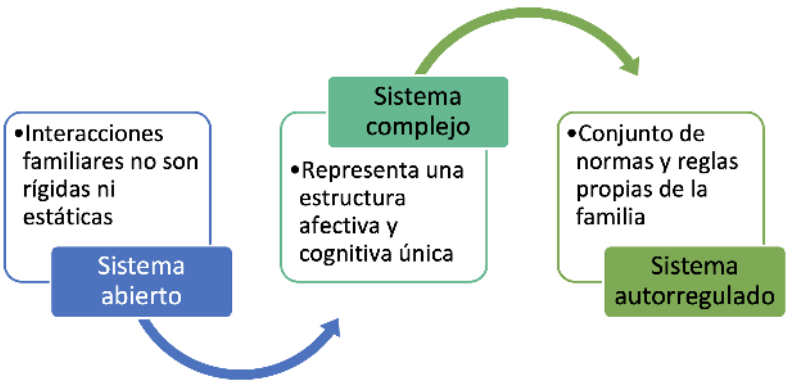 •Interacciones
familiares no son
rígidas ni
estáticas
Sistema
abierto
Sistema
complejo
•Representa una
estructura
afectiva y
cognitiva única
•Conjunto de
normas y reglas
propias de la
familia
Sistema
autorregulado